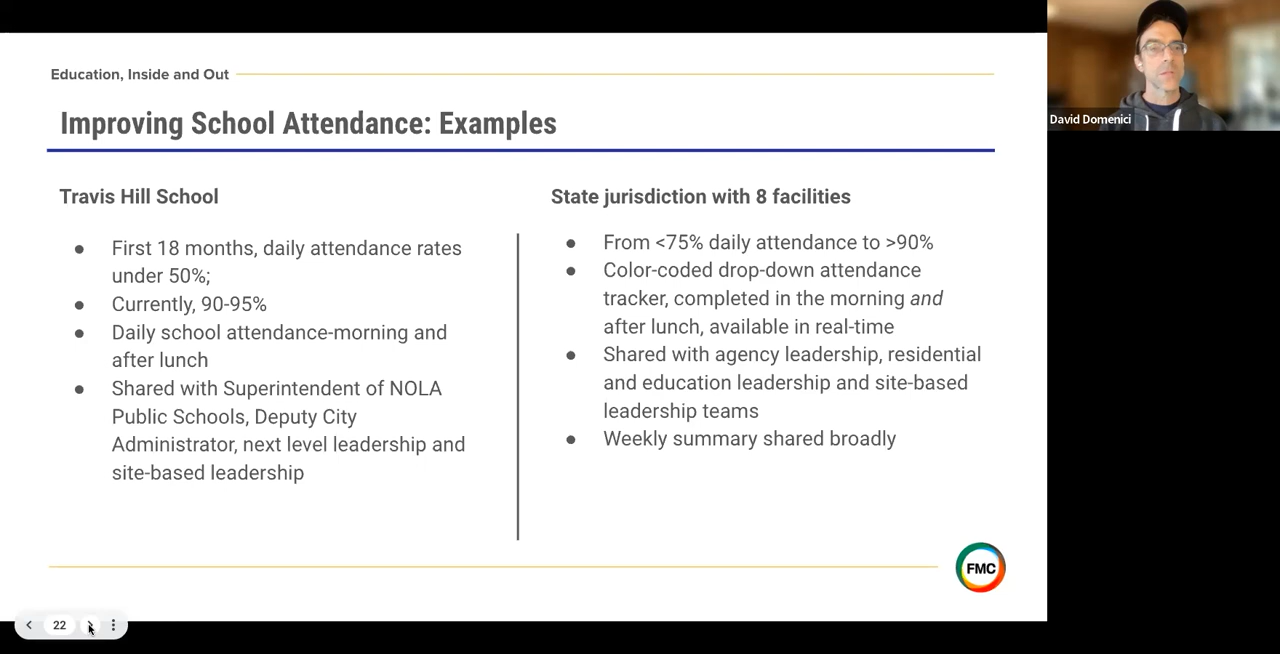 Education, Inside and Out
Improving School Attendance: Examples
Travis Hill School
● First 18 months, daily attendance rates
under 50%;
● Currently, 90-95%
● Daily school attendance-morning and
after lunch
● Shared with Superintendent of NOLA
Public Schools, Deputy City
Administrator, next level leadership and
site-based leadership
State jurisdiction with 8 facilities
● From <75% daily attendance to >90%
● Color-coded drop-down attendance
tracker, completed in the morning and
after lunch, available in real-time
● Shared with agency leadership, residential
and education leadership and site-based
leadership teams
● Weekly summary shared broadly
FMC
22
David Domenici